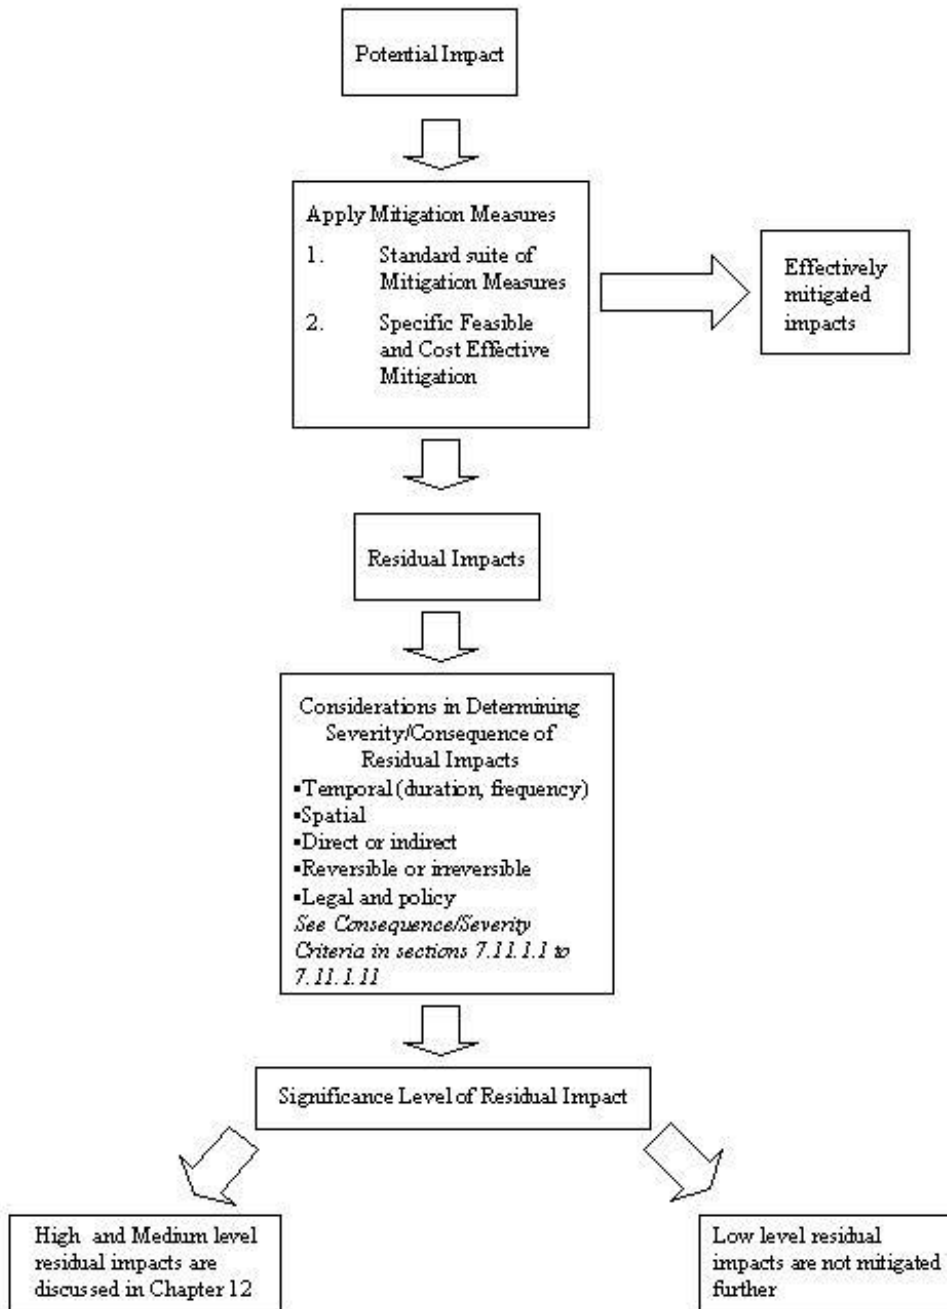 Potential Impact
Apply Mitigation Measures
1. Standard suite of
Mitigation Measures
2. Specific Feasible
and Cost Effective
Mitigation
Effectively
mitigated
impacts
Residual Impacts
Considerations in Determining
Severity/Consequence of
Residual Impacts
▪Temporal (duration, frequency)
▪Spatial
▪Direct or indirect
▪Reversible or irreversible
▪Legal and policy
See Consequence/Severity
Criteria in sections 7.11.1.1 to
7.11.1.11
Significance Level of Residual Impact
High and Medium level
residual impacts are
discussed in Chapter 12
Low level residual
impacts are not mitigated
further